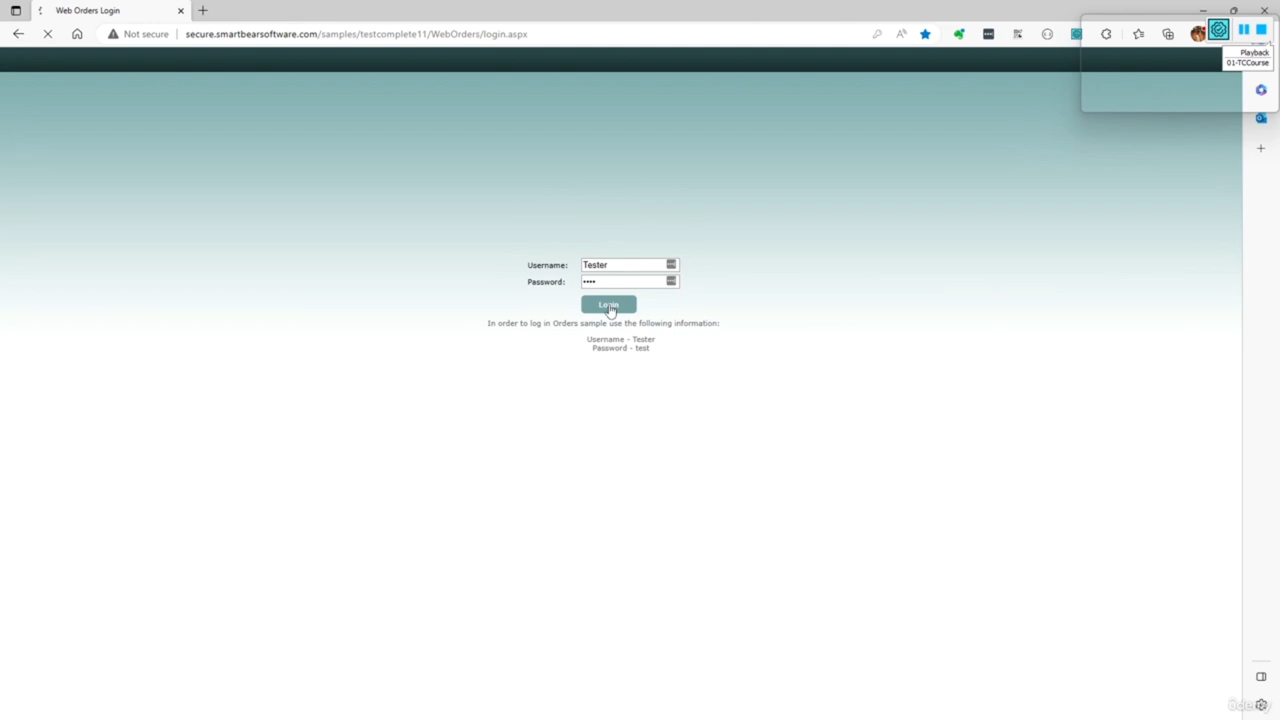 Web Orders Login
Not secure
secure.smartbearsoftware.com/samples/testcomplete11/WebOrders/login.aspx
Playback
01-TCCourse
Username: Tester
Password: ••••
Login
In order to log in Orders sample use the following information:
Username - Tester
Password - test
ûdemy